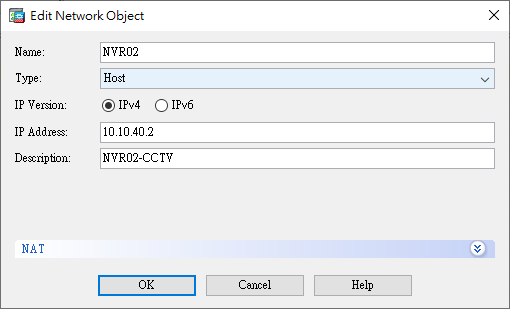 Edit Network Object
Name: NVR02
Type: Host
IP Version: IPv4 IPv6
IP Address: 10.10.40.2
Description: NVR02-CCTV
NAT
OK Cancel Help